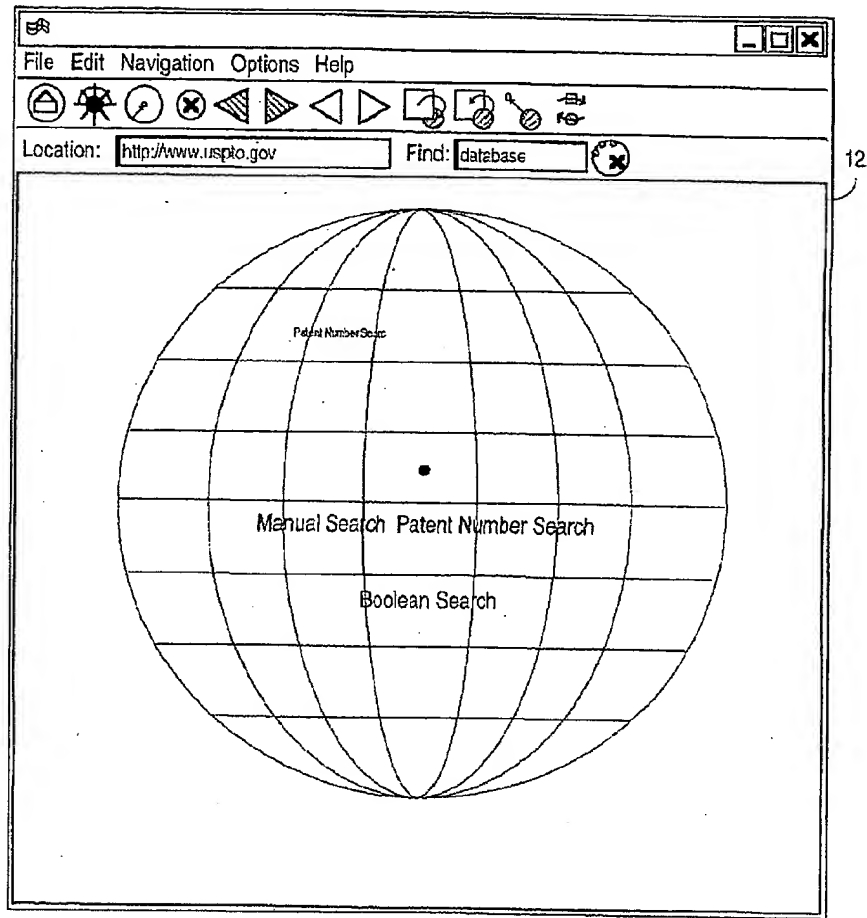 File Edit Navigation Options Help
Location: http://www.uspto.gov Find: database
12
Patent Number Searc
Manual Search Patent Number Search
Boolean Search